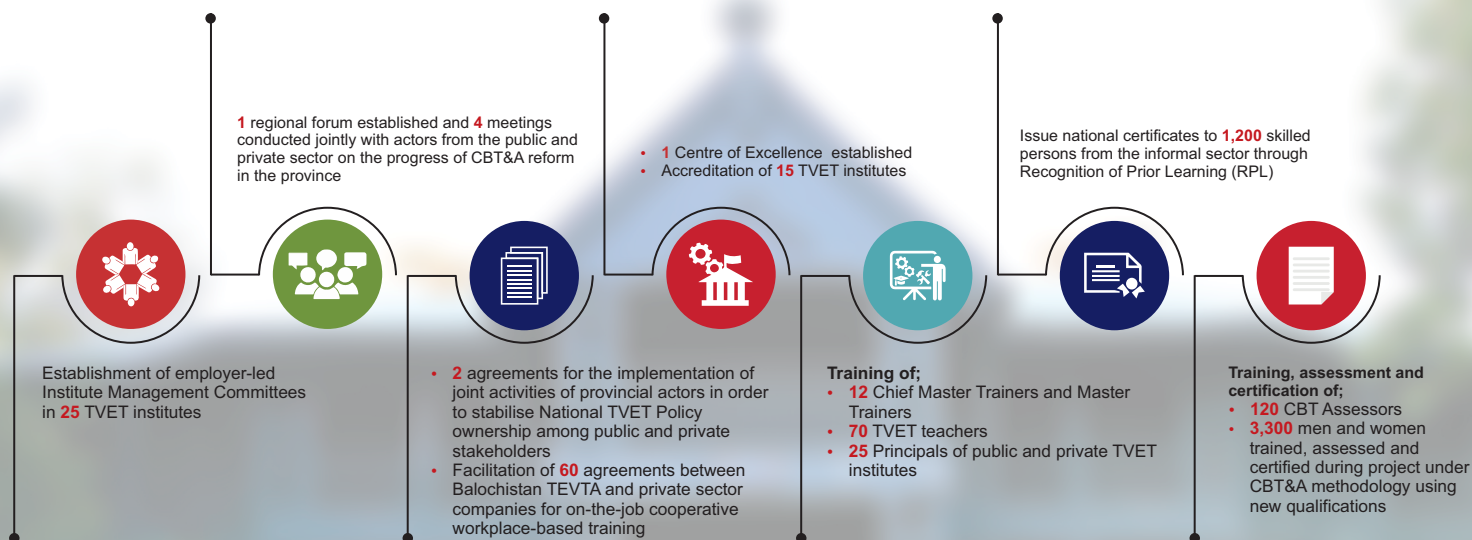 1 regional forum established and 4 meetings
conducted jointly with actors from the public and
private sector on the progress of CBT&A reform
in the province
• 1 Centre of Excellence established
• Accreditation of 15 TVET institutes
Issue national certificates to 1,200 skilled
persons from the informal sector through
Recognition of Prior Learning (RPL)
Establishment of employer-led
Institute Management Committees
in 25 TVET institutes
• 2 agreements for the implementation of
joint activities of provincial actors in order
to stabilise National TVET Policy
ownership among public and private
stakeholders
• Facilitation of 60 agreements between
Balochistan TEVTA and private sector
companies for on-the-job cooperative
workplace-based training
Training of;
• 12 Chief Master Trainers and Master
Trainers
• 70 TVET teachers
• 25 Principals of public and private TVET
institutes
Training, assessment and
certification of;
• 120 CBT Assessors
• 3,300 men and women
trained, assessed and
certified during project under
CBT&A methodology using
new qualifications